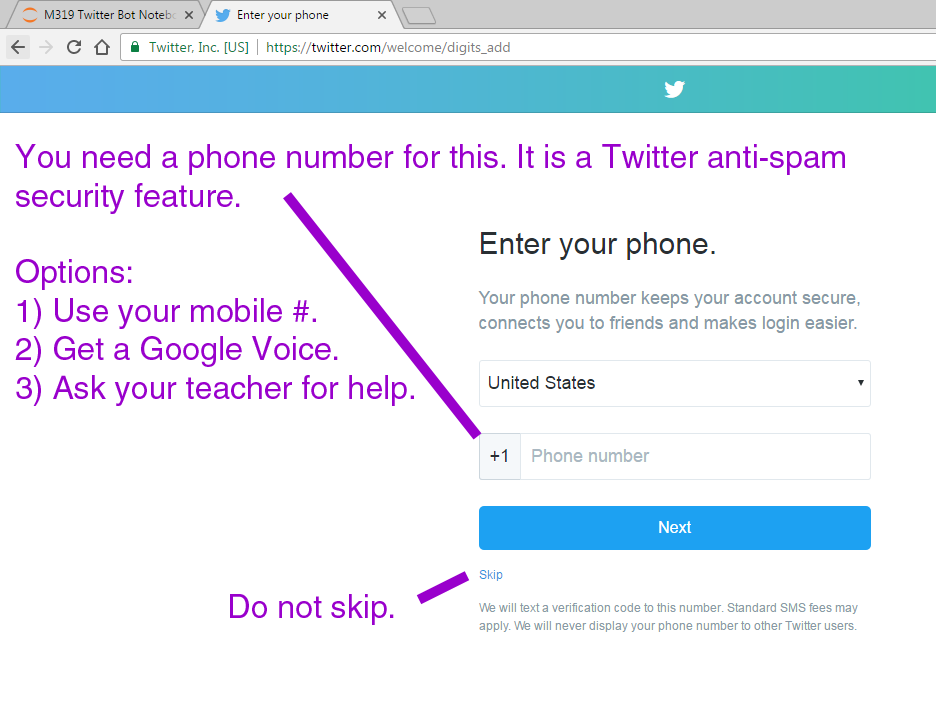 M319 Twitter Bot Noteb
Enter your phone
Twitter, Inc. [US]
https://twitter.com/welcome/digits_add
You need a phone number for this. It is a Twitter anti-spam
security feature.
Options:
1) Use your mobile #.
2) Get a Google Voice.
3) Ask your teacher for help.
Enter your phone.
Your phone number keeps your account secure,
connects you to friends and makes login easier.
United States
+1
Phone number
Next
Skip
Do not skip.
We will text a verification code to this number. Standard SMS fees may
apply. We will never display your phone number to other Twitter users.